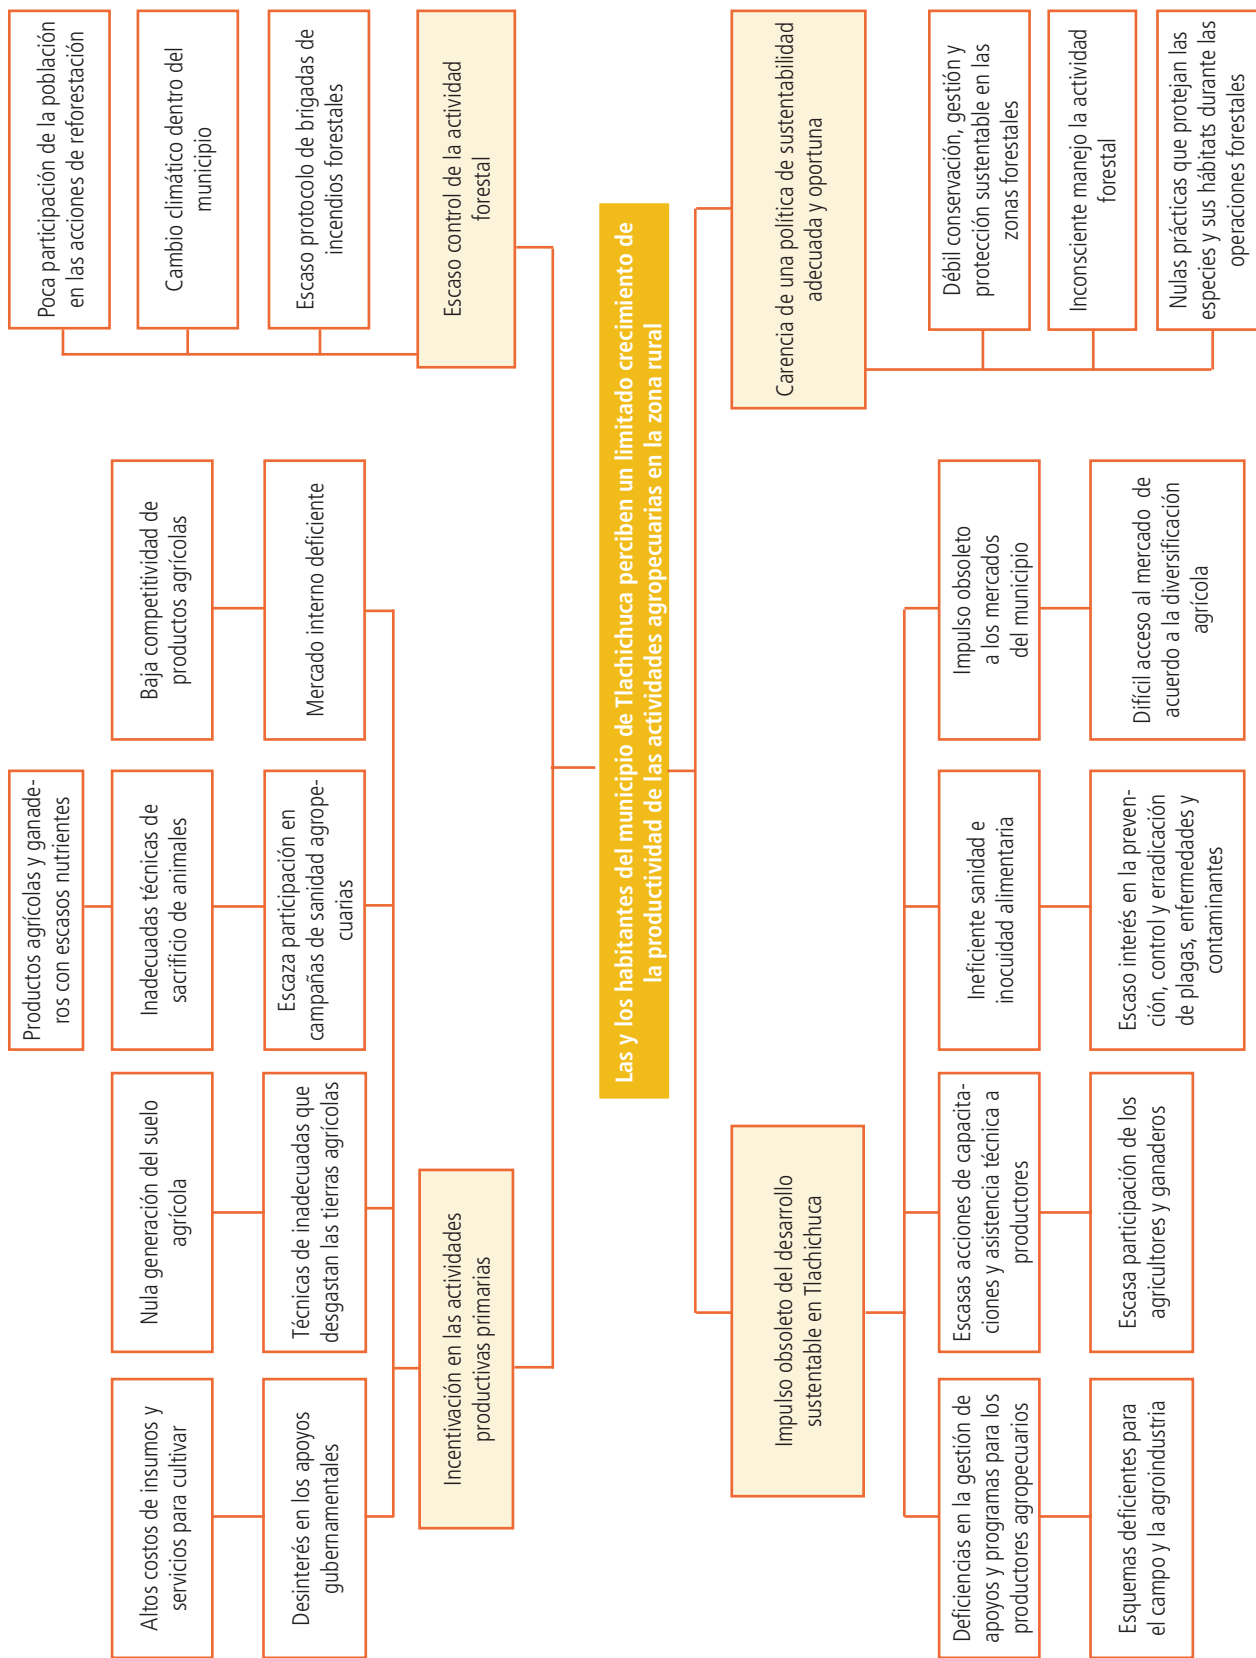 Productos agrícolas y ganade-
ros con escasos nutrientes
Altos costos de insumos y
servicios para cultivar
Nula generación del suelo
agrícola
Inadecuadas técnicas de
sacrificio de animales
Baja competitividad de
productos agrícolas
Desinterés en los apoyos
gubernamentales
Técnicas de inadecuadas que
desgastan las tierras agrícolas
Escaza participación en
campañas de sanidad agrope-
cuarias
Mercado interno deficiente
Incentivación en las actividades
productivas primarias
Poca participación de la población
en las acciones de reforestación
Cambio climático dentro del
municipio
Escaso protocolo de brigadas de
incendios forestales
Escaso control de la actividad
forestal
Las y los habitantes del municipio de Tlachichuca perciben un limitado crecimiento de
la productividad de las actividades agropecuarias en la zona rural
Impulso obsoleto del desarrollo
sustentable en Tlachichuca
Carencia de una política de sustentabilidad
adecuada y oportuna
Deficiencias en la gestión de
apoyos y programas para los
productores agropecuarios
Escasas acciones de capacita-
ciones y asistencia técnica a
productores
Ineficiente sanidad e
inocuidad alimentaria
Impulso obsoleto
a los mercados
del municipio
Esquemas deficientes para
el campo y la agroindustria
Escasa participación de los
agricultores y ganaderos
Escaso interés en la preven-
ción, control y erradicación
de plagas, enfermedades y
contaminantes
Difícil acceso al mercado de
acuerdo a la diversificación
agrícola
Débil conservación, gestión y
protección sustentable en las
zonas forestales
Inconsciente manejo la actividad
forestal
Nulas prácticas que protejan las
especies y sus hábitats durante las
operaciones forestales